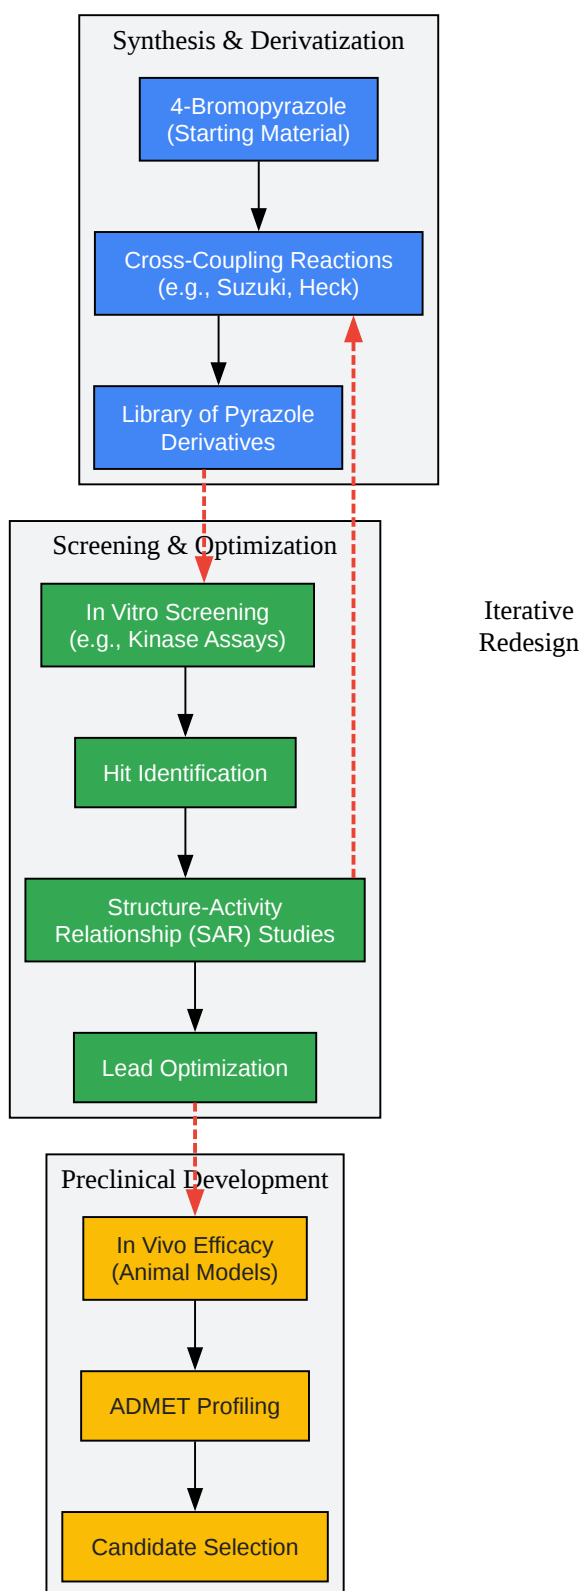 Synthesis & Derivatization
4-Bromopyrazole
(Starting Material)
Cross-Coupling Reactions
(e.g., Suzuki, Heck)
Library of Pyrazole
Derivatives
Screening & Optimization
In Vitro Screening
(e.g., Kinase Assays)
Iterative
Redesign
Hit Identification
Structure-Activity
Relationship (SAR) Studies
Lead Optimization
Preclinical Development
In Vivo Efficacy
(Animal Models)
ADMET Profiling
Candidate Selection